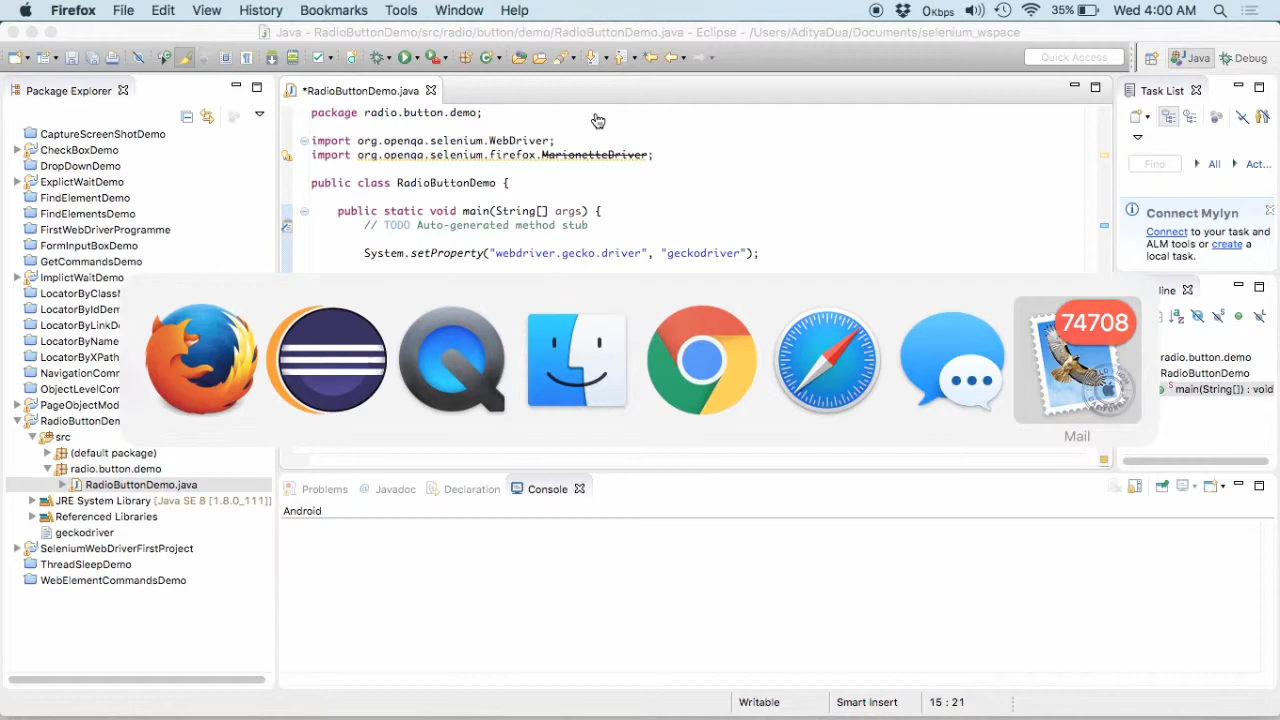 Firefox File Edit View History Bookmarks Tools Window Help 0Kbps 35% Wed 4:00 AM
Java - RadioButtonDemo/src/radio/button/demo/RadioButtonDemo.java - Eclipse - /Users/AdityaDua/Documents/selenium_wspace
Quick Access Java Debug
Package Explorer
*RadioButtonDemo.java
Task List
CaptureScreenShotDemo
CheckBoxDemo
DropDownDemo
ExplictWaitDemo
FindElementDemo
FindElementsDemo
FirstWebDriverProgramme
FormInputBoxDemo
GetCommandsDemo
ImplictWaitDemo
LocatorByClassN
LocatorByIdDemo
LocatorByLinkD
LocatorByName
LocatorByXPath
NavigationComm
ObjectLevelCom
PageObjectMod
RadioButtonDem
src
(default package)
radio.button.demo
RadioButtonDemo.java
JRE System Library [Java SE 8 [1.8.0_111]]
Referenced Libraries
geckodriver
SeleniumWebDriverFirstProject
ThreadSleepDemo
WebElementCommandsDemo
package radio.button.demo;
import org.openqa.selenium.WebDriver;
import org.openqa.selenium.firefox.MarionetteDriver;
public class RadioButtonDemo {
public static void main(String[] args) {
// TODO Auto-generated method stub
System.setProperty("webdriver.gecko.driver", "geckodriver");
Find All Act...
Connect Mylyn
Connect to your task and
ALM tools or create a
local task.
line
radio.button.demo
RadioButtonDemo
main(String[]) : void
74708
Mail
Problems @ Javadoc Declaration Console
Android
Writable Smart Insert 15 : 21